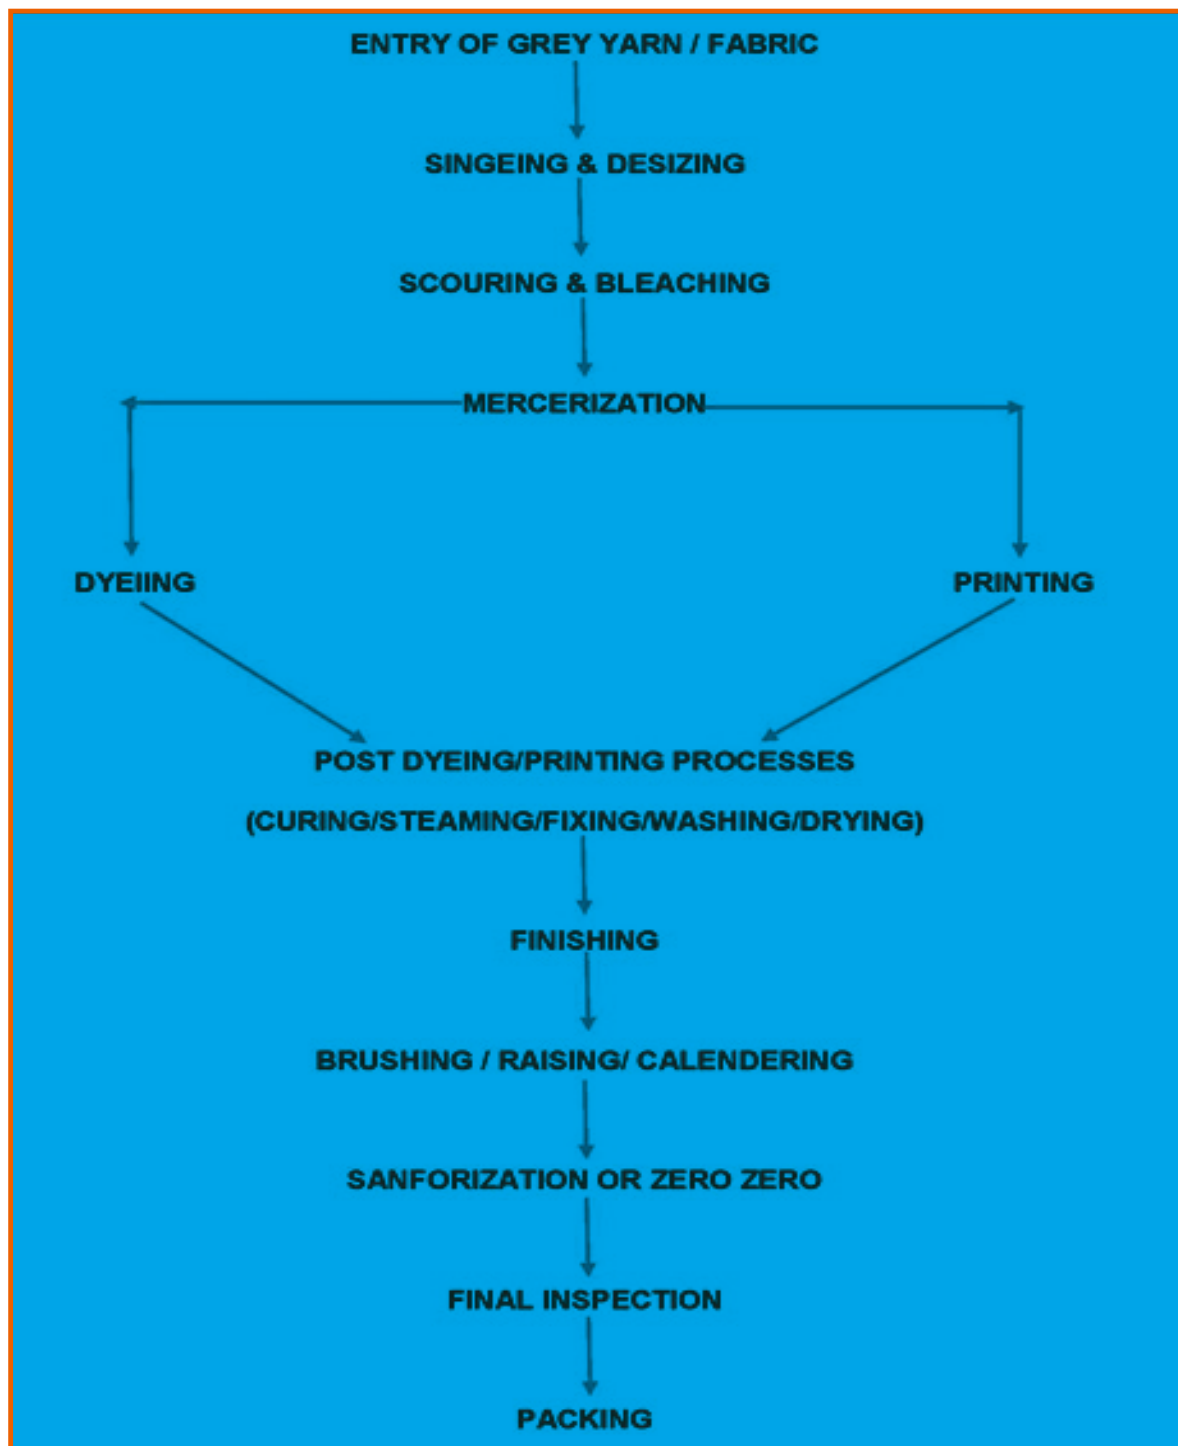 ENTRY OF GREY YARN / FABRIC
SINGEING & DESIZING
SCOURING & BLEACHING
MERCERIZATION
DYEIING
PRINTING
POST DYEING/PRINTING PROCESSES
(CURING/STEAMING/FIXING/WASHING/DRYING)
FINISHING
BRUSHING / RAISING/ CALENDERING
SANFORIZATION OR ZERO ZERO
FINAL INSPECTION
PACKING